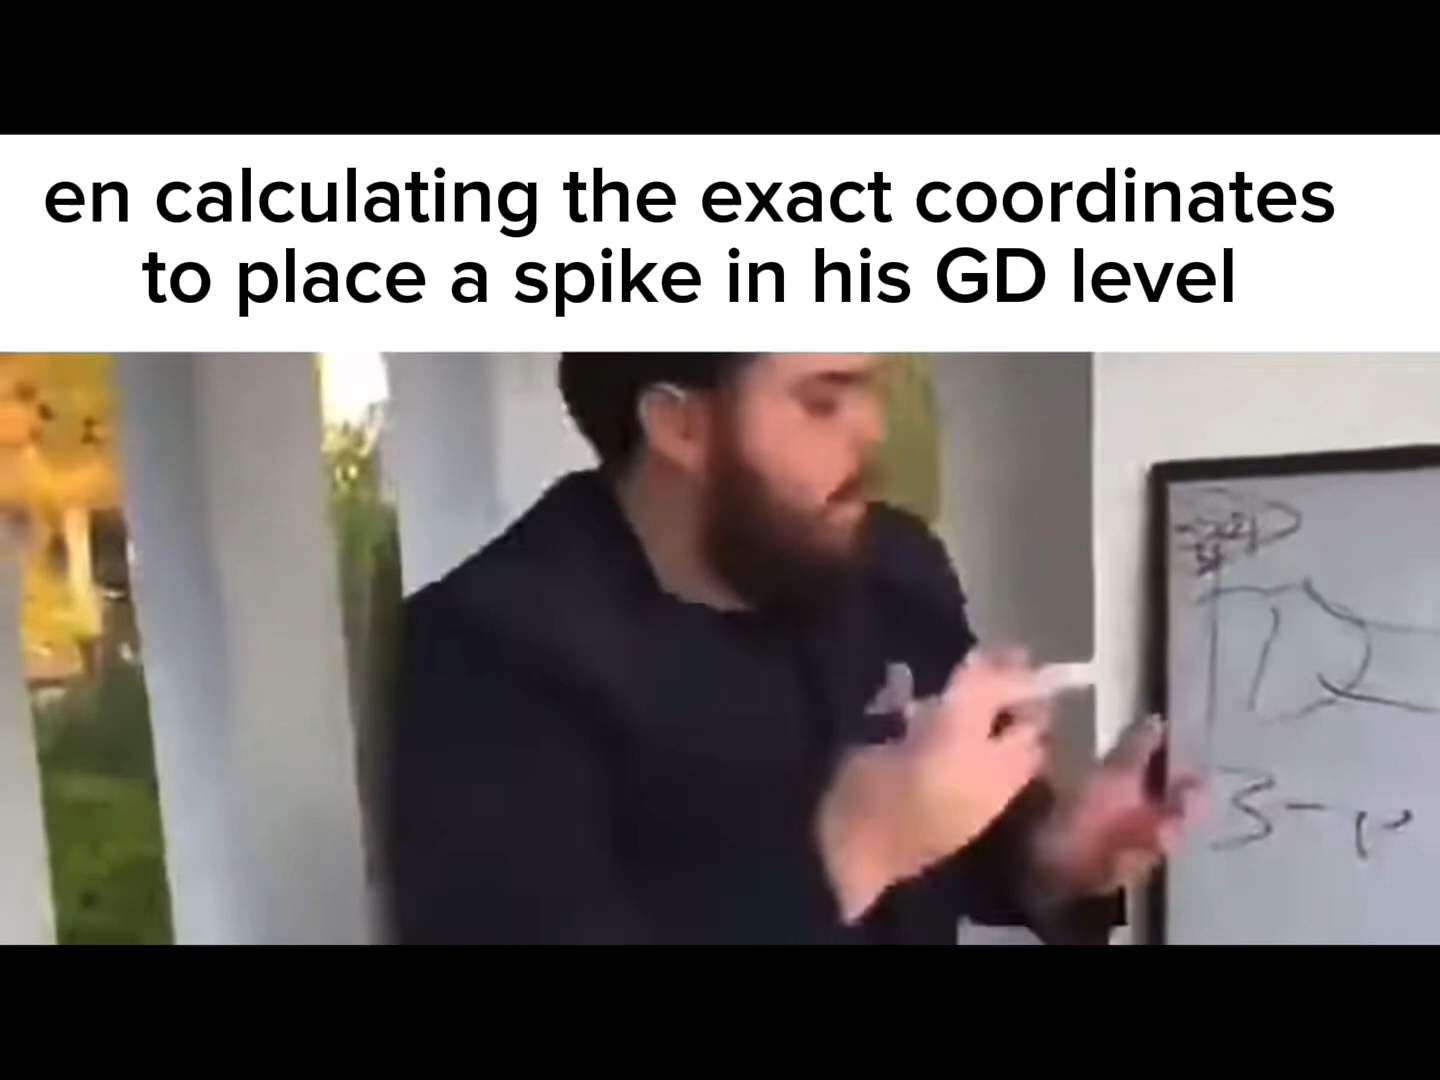 en calculating the exact coordinates
to place a spike in his GD level